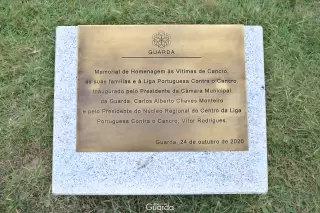 GUARDA
Memorial de Homenagem às Vítimas de Cancro,
às suas famílias e à Liga Portuguesa Contra o Cancro.
Inaugurado pelo Presidente da Câmara Municipal
da Guarda, Carlos Alberto Chaves Monteiro
e pelo Presidente do Núcleo Regional do Centro da Liga
Portuguesa Contra o Cancro, Vítor Rodrigues.
Guarda, 24 de outubro de 2020
Guarda